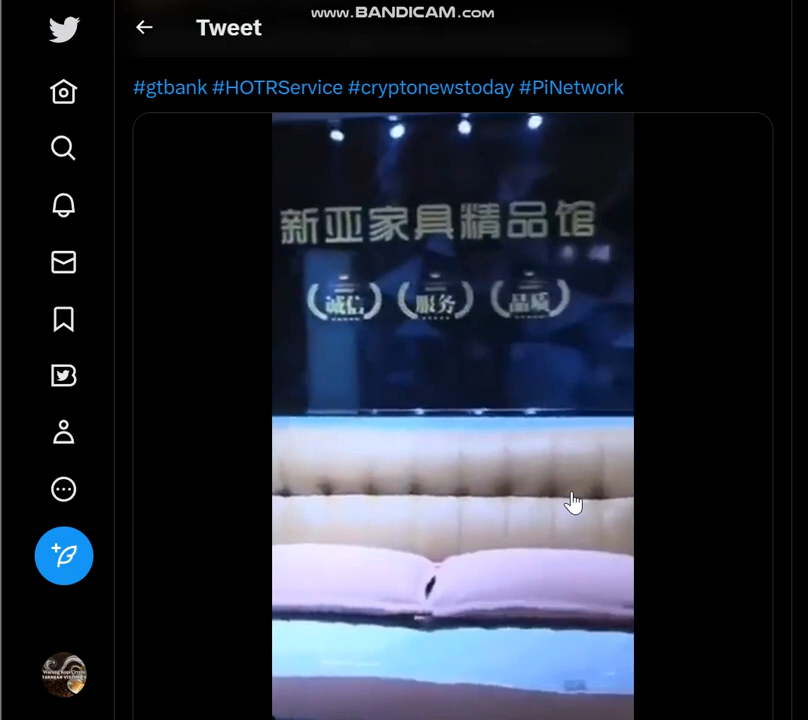 www.BANDICAM.com
Tweet
#gtbank #HOTRService #cryptonewstoday #PiNetwork
新亚家具精品馆
诚信 服务 品质